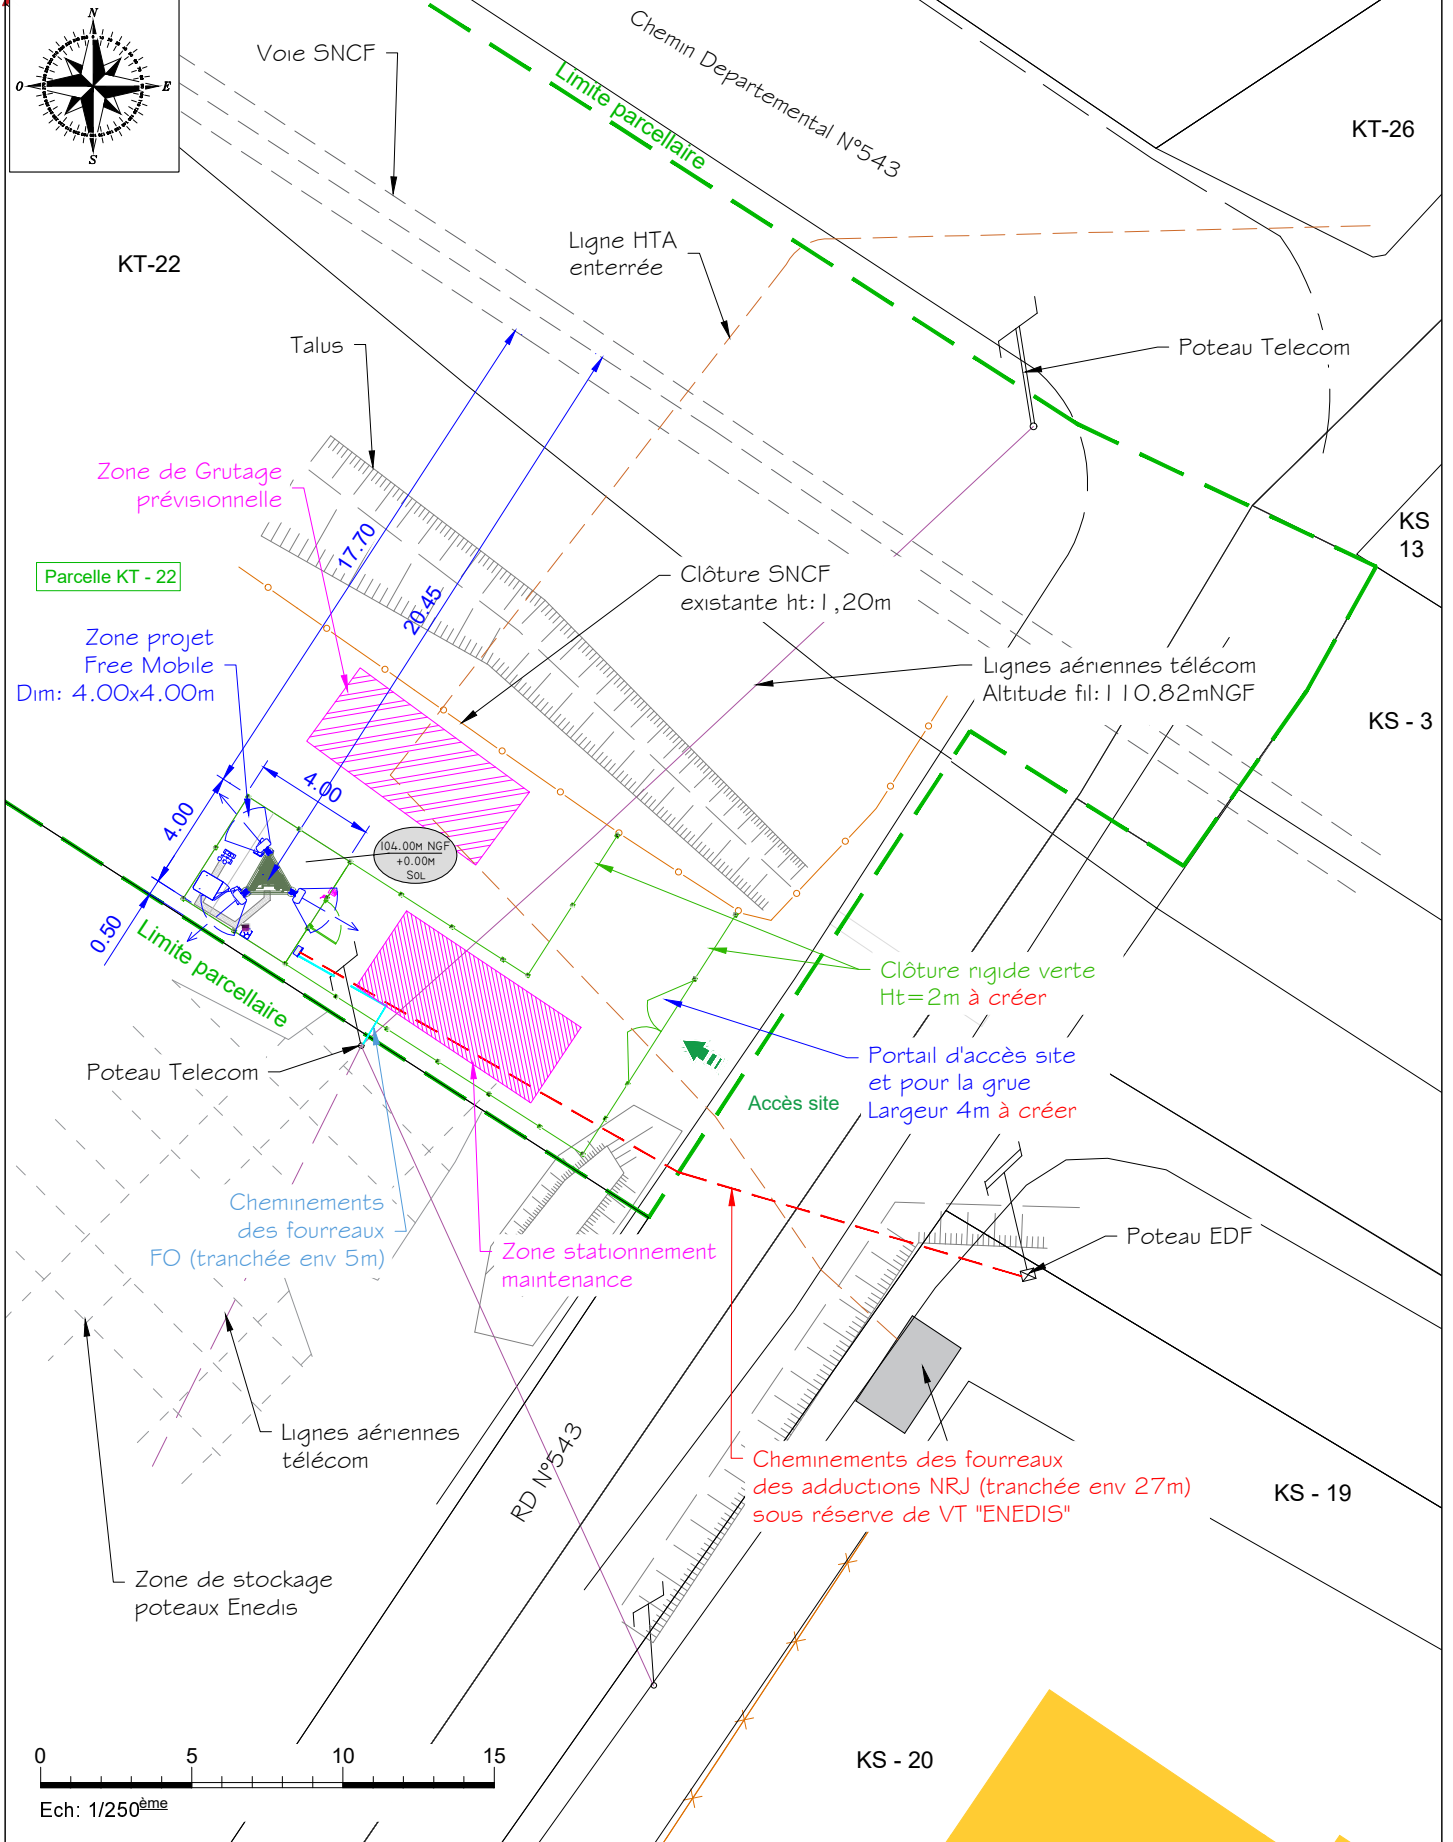 N
O
E
S
Voie SNCF
Chemin Departemental N°543
Limite parcellaire
KT-26
KT-22
Ligne HTA
enterrée
Talus
Poteau Telecom
Zone de Grutage
prévisionnelle
17.70
20.45
KS
13
Parcelle KT - 22
Clôture SNCF
existante ht:1,20m
Zone projet
Free Mobile
Dim: 4.00x4.00m
Lignes aériennes télécom
Altitude fil:110.82mNGF
KS - 3
4.00
4.00
104.00M NGF
+0.00M
SOL
0.50
Limite parcellaire
Clôture rigide verte
Ht=2m à créer
Poteau Telecom
Portail d'accès site
et pour la grue
Largeur 4m à créer
Accès site
Cheminements
des fourreaux
FO (tranchée env 5m)
Zone stationnement
maintenance
Poteau EDF
Lignes aériennes
télécom
RD N°543
Cheminements des fourreaux
des adductions NRJ (tranchée env 27m)
sous réserve de VT "ENEDIS"
KS - 19
Zone de stockage
poteaux Enedis
0 5 10 15
Ech: 1/250ème
KS - 20